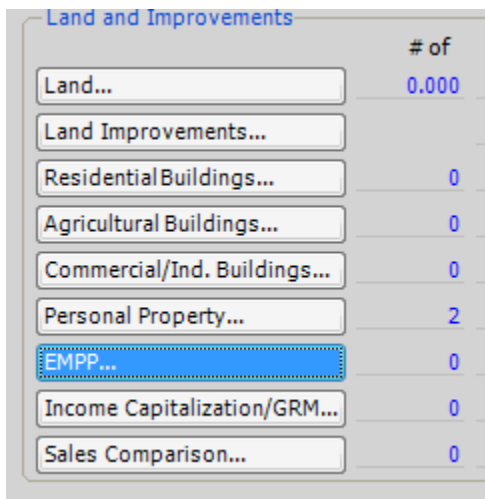 Land and Improvements
# of
Land... 0.000
Land Improvements...
Residential Buildings... 0
Agricultural Buildings... 0
Commercial/Ind. Buildings... 0
Personal Property... 2
EMPP... 0
Income Capitalization/GRM... 0
Sales Comparison... 0